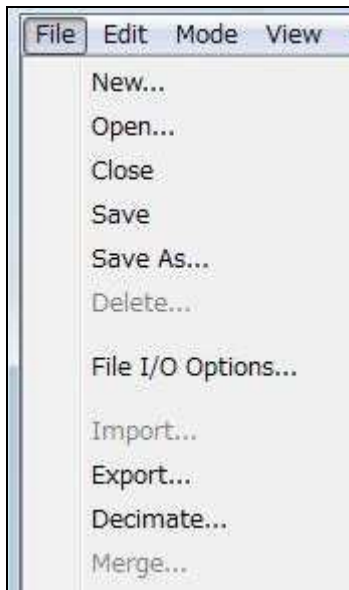 File Edit Mode View
New...
Open...
Close
Save
Save As...
Delete...
File I/O Options...
Import...
Export...
Decimate...
Merge...